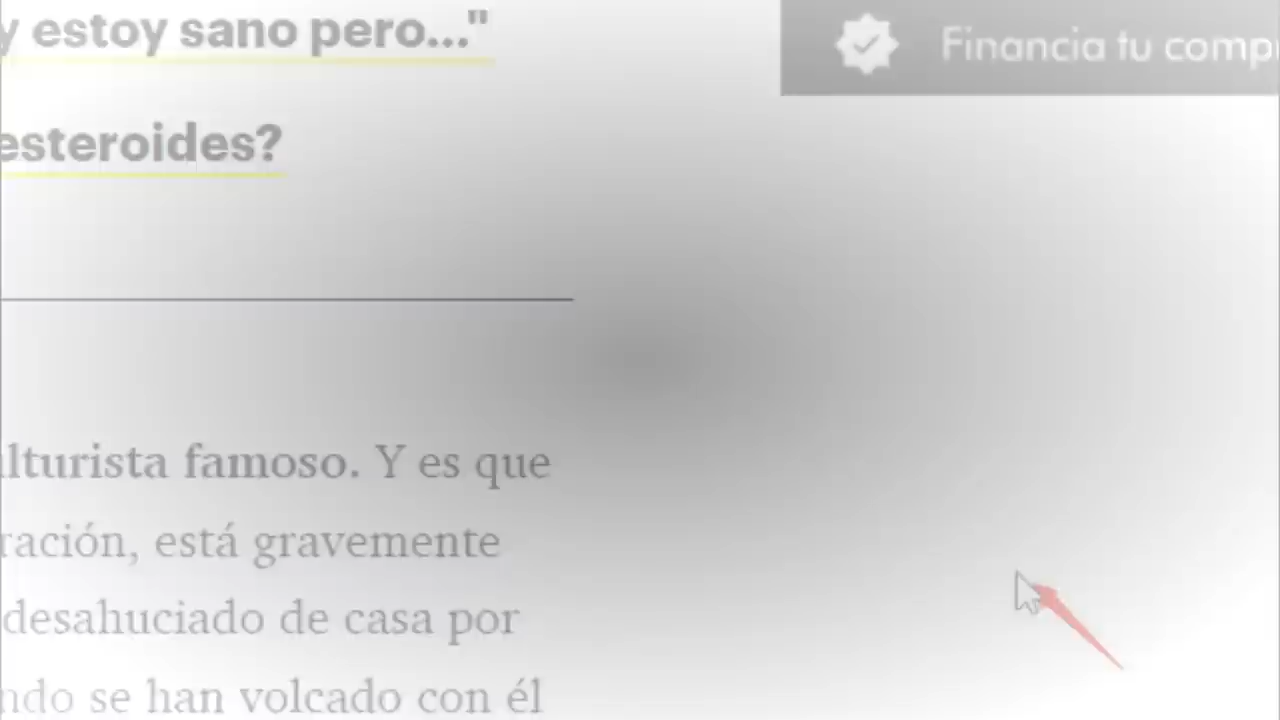 y estoy sano pero..."
Financia tu comp
esteroides?
lturista famoso. Y es que
ración, está gravemente
desahuciado de casa por
ndo se han volcado con él